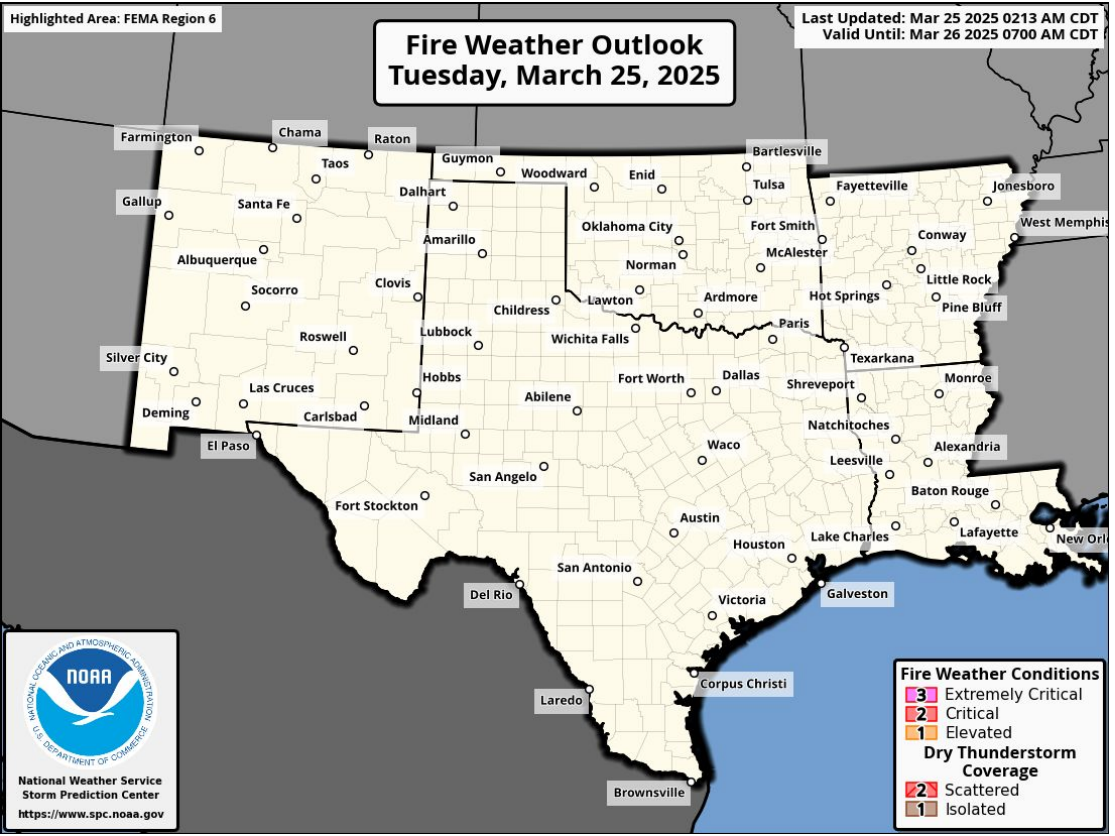 Highlighted Area: FEMA Region 6
Fire Weather Outlook
Tuesday, March 25, 2025
Last Updated: Mar 25 2025 0213 AM CDT
Valid Until: Mar 26 2025 0700 AM CDT
Farmington
Chama
Raton
Taos
Guymon
Woodward
Enid
Bartlesville
Tulsa
Dalhart
Fayetteville
Jonesboro
Gallup
Santa Fe
West Memphis
Oklahoma City
Fort Smith
Amarillo
Conway
Albuquerque
Norman
McAlester
Socorro
Clovis
Little Rock
Childress
Lawton
Ardmore
Hot Springs
Pine Bluff
Roswell
Lubbock
Wichita Falls
Paris
Silver City
Texarkana
Las Cruces
Hobbs
Fort Worth
Dallas
Shreveport
Monroe
Deming
Carlsbad
Abilene
Midland
Natchitoches
El Paso
Waco
Alexandria
San Angelo
Leesville
Fort Stockton
Baton Rouge
Austin
Houston
Lake Charles
Lafayette
New Orl
San Antonio
Del Rio
Victoria
Galveston
Corpus Christi
Laredo
Brownsville
NATIONAL OCEANIC AND ATMOSPHERIC ADMINISTRATION
NOAA
U.S. DEPARTMENT OF COMMERCE
National Weather Service
Storm Prediction Center
https://www.spc.noaa.gov
Fire Weather Conditions
3 Extremely Critical
2 Critical
1 Elevated
Dry Thunderstorm
Coverage
2 Scattered
1 Isolated